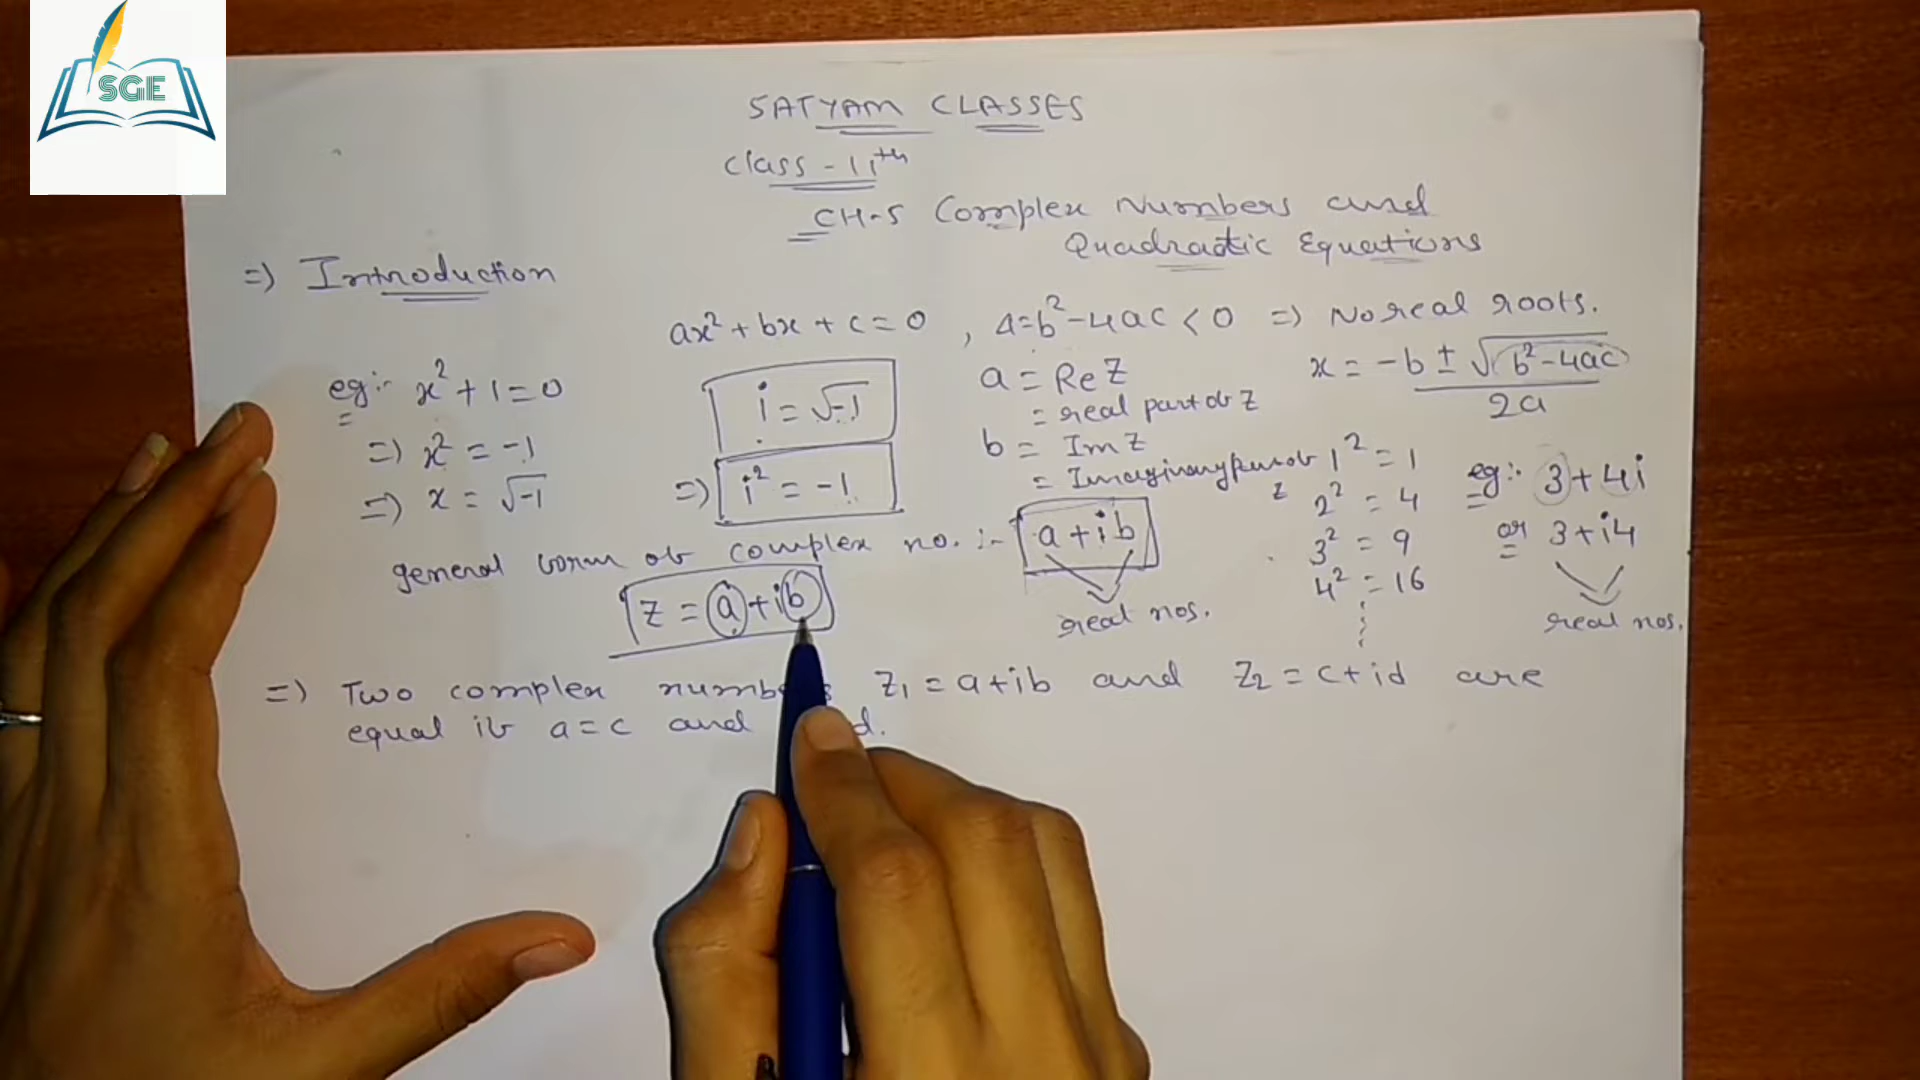 SGE
SATYAM CLASSES
Class - 11th
CH-5 Complex Numbers and
Quadratic Equations
=) Introduction
ax² + bx + c = 0 , Δ=b²-4ac < 0 =) No real roots.
eg:- x² + 1 = 0
=) x² = -1
=) x = √-1
i = √-1
=) i² = -1
a = Re Z
= real part of Z
b = Im Z
= Imaginary part of
Z
x = -b ± √b²-4ac
2a
1² = 1
2² = 4
3² = 9
4² = 16
eg:- 3+4i
or 3+i4
real nos.
general form of complex no. :- a+ib
real nos.
Z = a+ib
=) Two complex numbers Z₁ = a+ib and Z₂ = c+id are
equal if a=c and d.